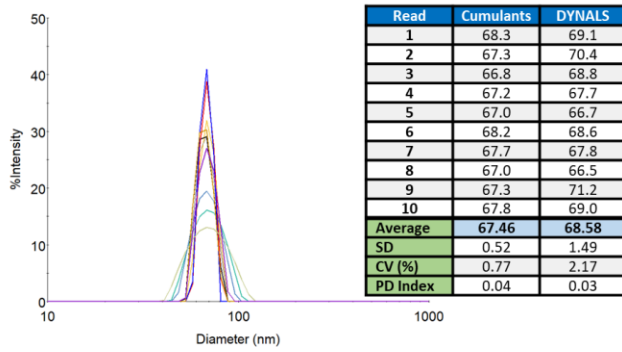 50
40
30
20
10
0
%Intensity
10 100 1000
Diameter (nm)
Read Cumulants DYNALS
1 68.3 69.1
2 67.3 70.4
3 66.8 68.8
4 67.2 67.7
5 67.0 66.7
6 68.2 68.6
7 67.7 67.8
8 67.0 66.5
9 67.3 71.2
10 67.8 69.0
Average 67.46 68.58
SD 0.52 1.49
CV (%) 0.77 2.17
PD Index 0.04 0.03